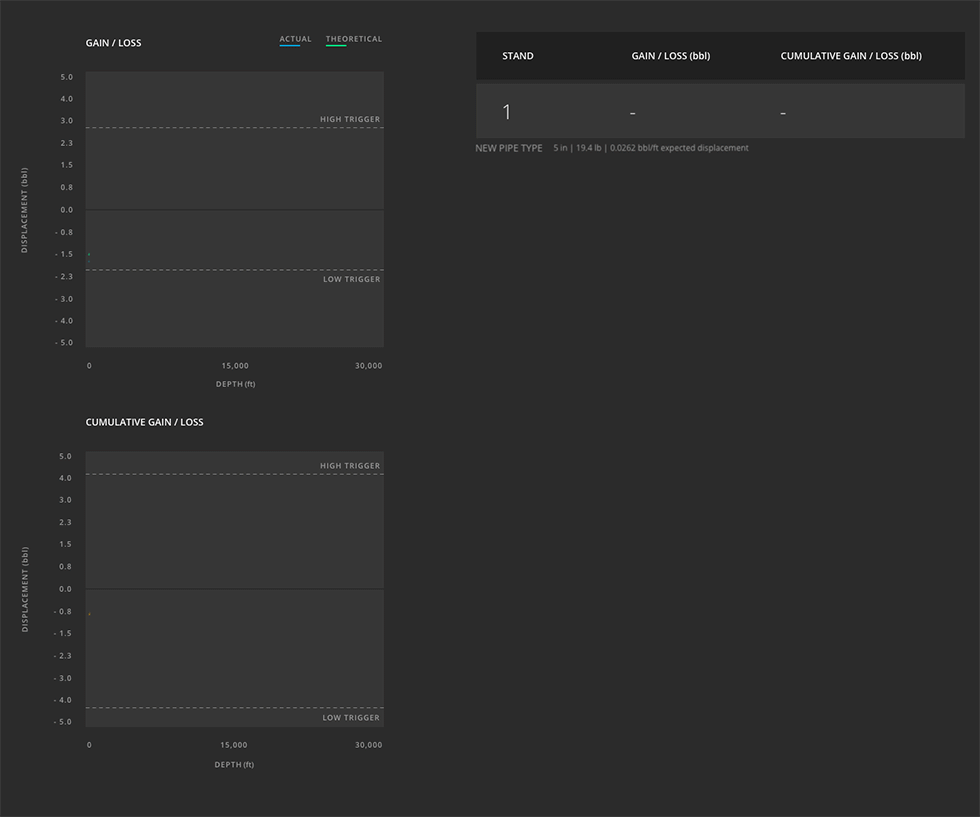 GAIN / LOSS
ACTUAL THEORETICAL
5.0
4.0
3.0
2.3
1.5
0.8
0.0
- 0.8
- 1.5
- 2.3
- 3.0
- 4.0
- 5.0
DISPLACEMENT (bbl)
HIGH TRIGGER
LOW TRIGGER
0 15,000 30,000
DEPTH (ft)
CUMULATIVE GAIN / LOSS
5.0
4.0
3.0
2.3
1.5
0.8
0.0
- 0.8
- 1.5
- 2.3
- 3.0
- 4.0
- 5.0
DISPLACEMENT (bbl)
HIGH TRIGGER
LOW TRIGGER
0 15,000 30,000
DEPTH (ft)
STAND GAIN / LOSS (bbl) CUMULATIVE GAIN / LOSS (bbl)
1 - -
NEW PIPE TYPE 5 in | 19.4 lb | 0.0262 bbl/ft expected displacement